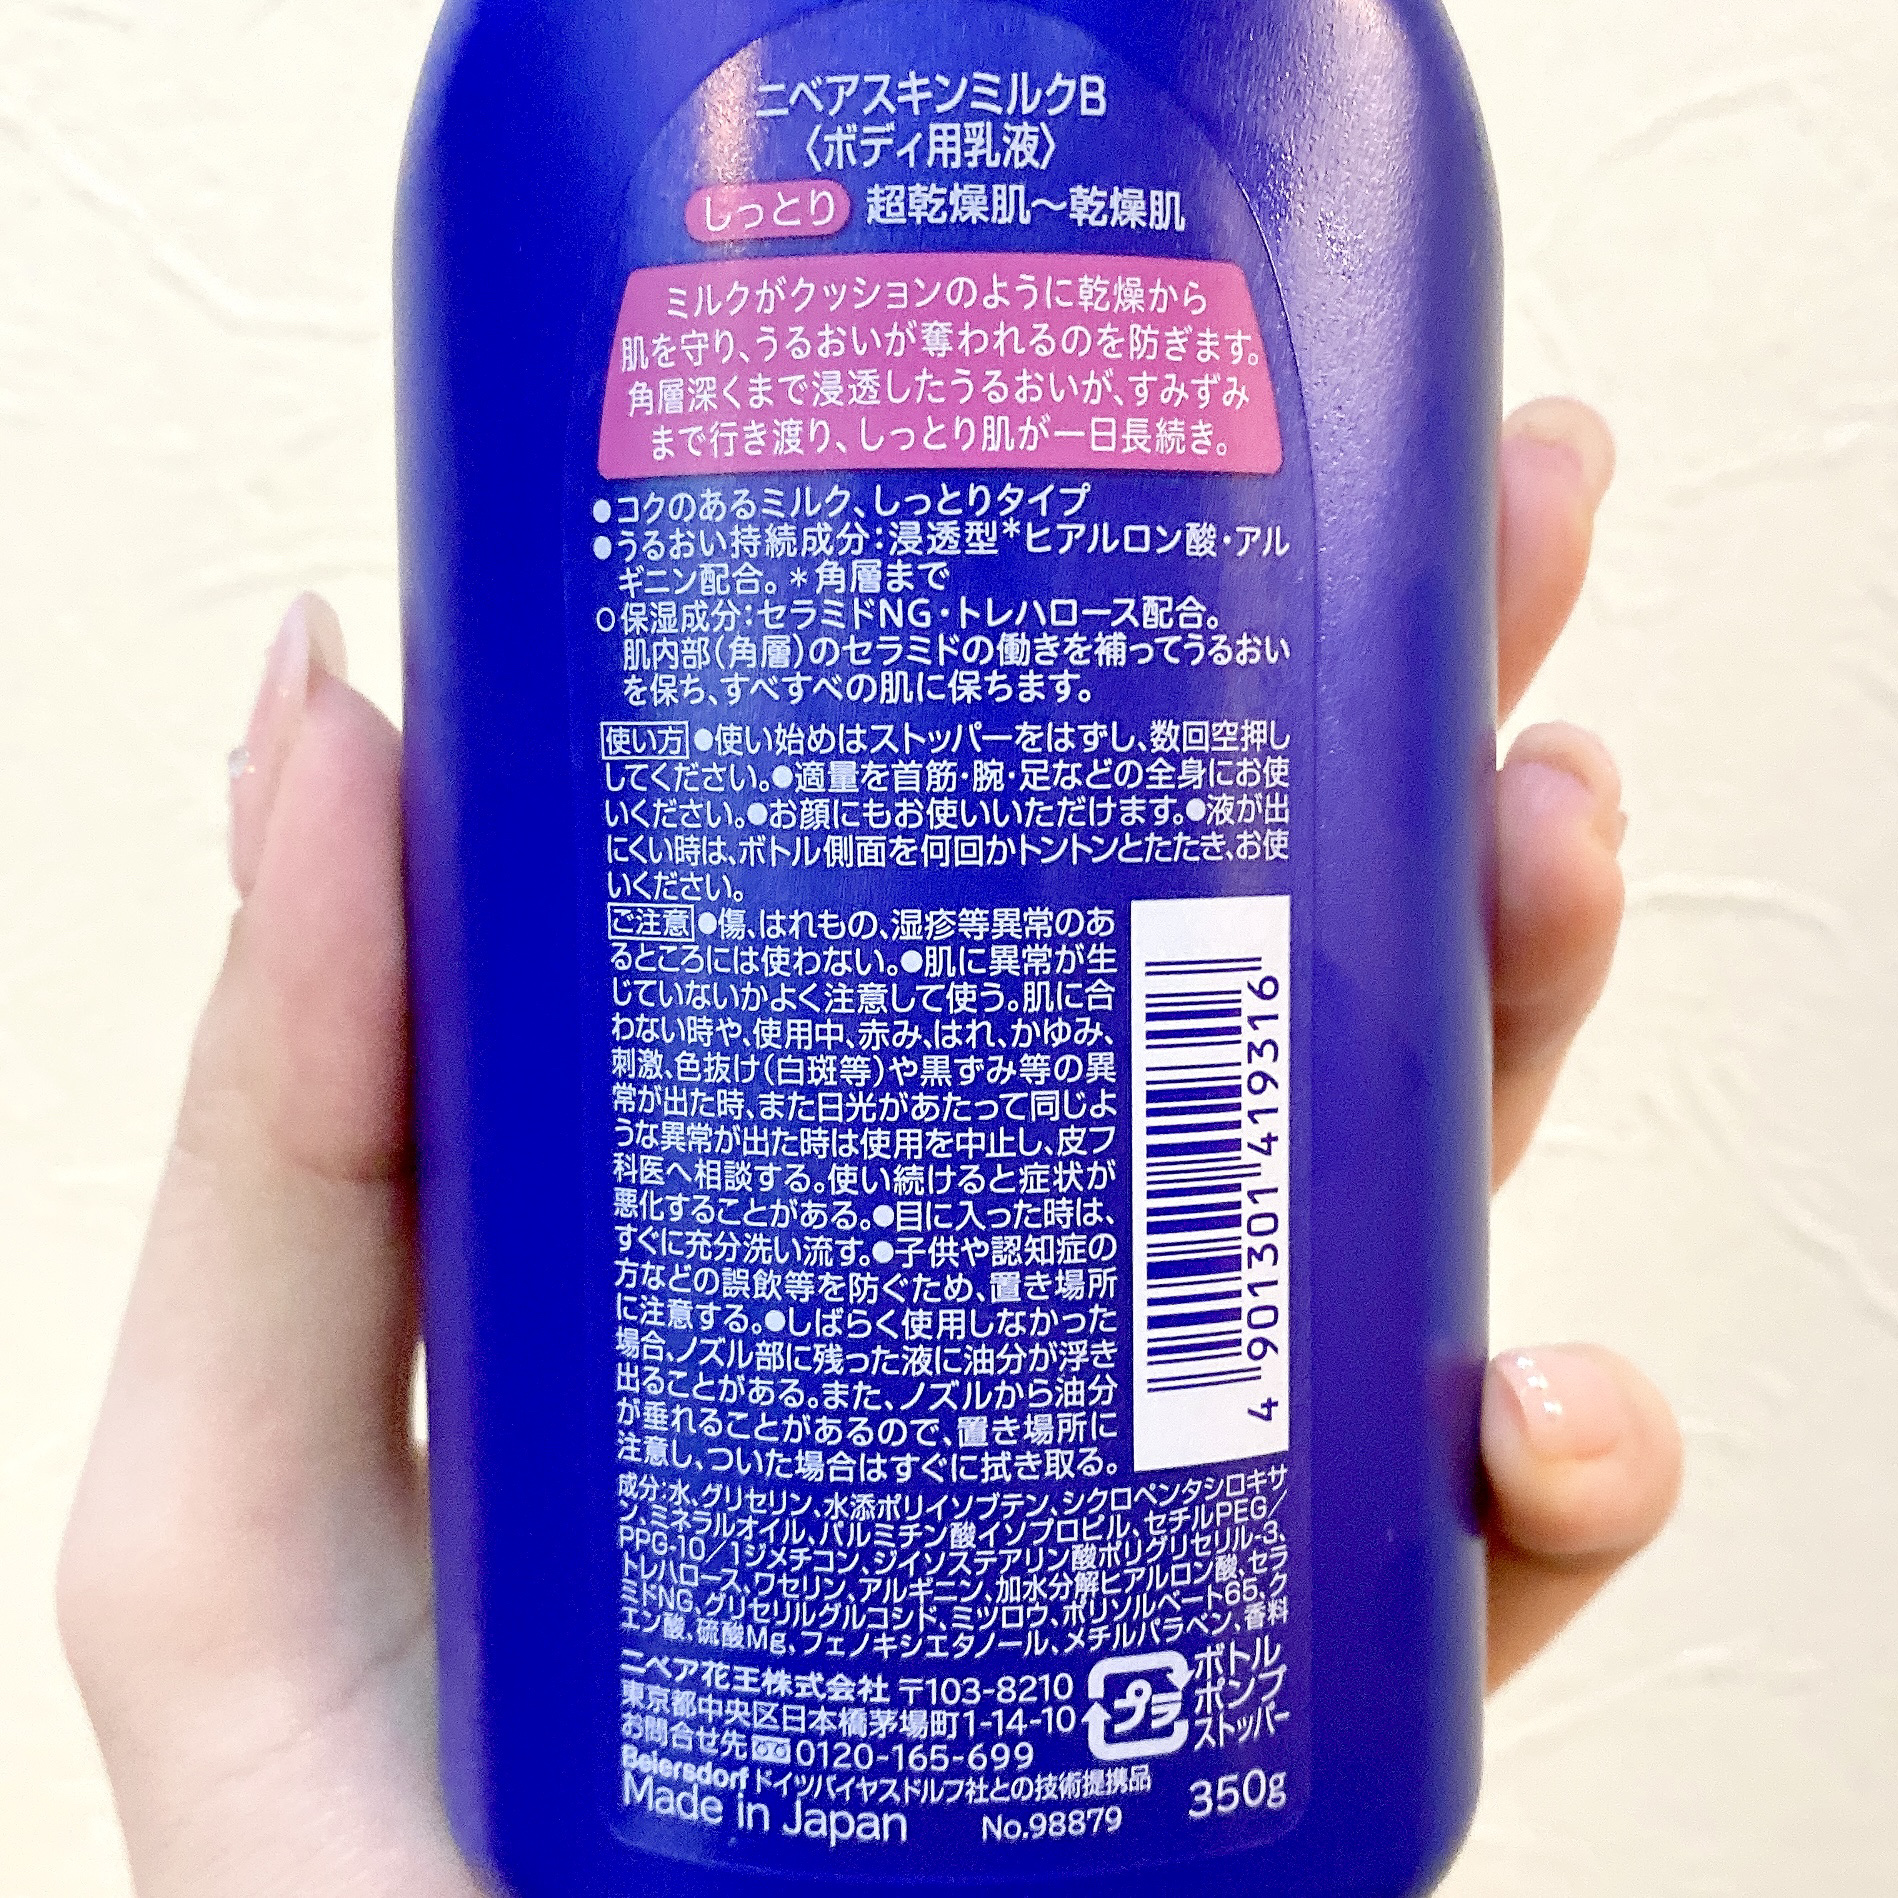 ニベアスキンミルクB
〈ボディ用乳液〉
しっとり 超乾燥肌〜乾燥肌
ミルクがクッションのように乾燥から
肌を守り、うるおいが奪われるのを防ぎます。
角層深くまで浸透したうるおいが、すみずみ
まで行き渡り、しっとり肌が一日長続き。
●コクのあるミルク、しっとりタイプ
●うるおい持続成分：浸透型＊ヒアルロン酸・アル
ギニン配合。＊角層まで
○保湿成分：セラミドNG・トレハロース配合。
肌内部（角層）のセラミドの働きを補ってうるおい
を保ち、すべすべの肌に保ちます。
使い方 ●使い始めはストッパーをはずし、数回空押し
してください。●適量を首筋・腕・足などの全身にお使
いください。●お顔にもお使いいただけます。●液が出
にくい時は、ボトル側面を何回かトントンとたたき、お使
いください。
ご注意 ●傷、はれもの、湿疹等異常のあ
るところには使わない。●肌に異常が生
じていないかよく注意して使う。肌に合
わない時や、使用中、赤み、はれ、かゆみ、
刺激、色抜け（白斑等）や黒ずみ等の異
常が出た時、また日光があたって同じよ
うな異常が出た時は使用を中止し、皮フ
科医へ相談する。使い続けると症状が
悪化することがある。●目に入った時は、
すぐに充分洗い流す。●子供や認知症の
方などの誤飲等を防ぐため、置き場所
に注意する。●しばらく使用しなかった
場合、ノズル部に残った液に油分が浮き
出ることがある。また、ノズルから油分
が垂れることがあるので、置き場所に
注意し、ついた場合はすぐに拭き取る。
4 901301 419316
成分：水、グリセリン、水添ポリイソブテン、シクロペンタシロキサ
ン、ミネラルオイル、パルミチン酸イソプロピル、セチルPEG／
PPG-10／1ジメチコン、ジイソステアリン酸ポリグリセリル-3、
トレハロース、ワセリン、アルギニン、加水分解ヒアルロン酸、セラ
ミドNG、グリセリルグルコシド、ミツロウ、ポリソルベート65、ク
エン酸、硫酸Mg、フェノキシエタノール、メチルパラベン、香料
ニベア花王株式会社 〒103-8210
東京都中央区日本橋茅場町1-14-10
お問合せ先 0120-165-699
プラ
ボトル
ポンプ
ストッパー
Beiersdorf ドイツバイヤスドルフ社との技術提携品
Made in Japan No.98879 350g